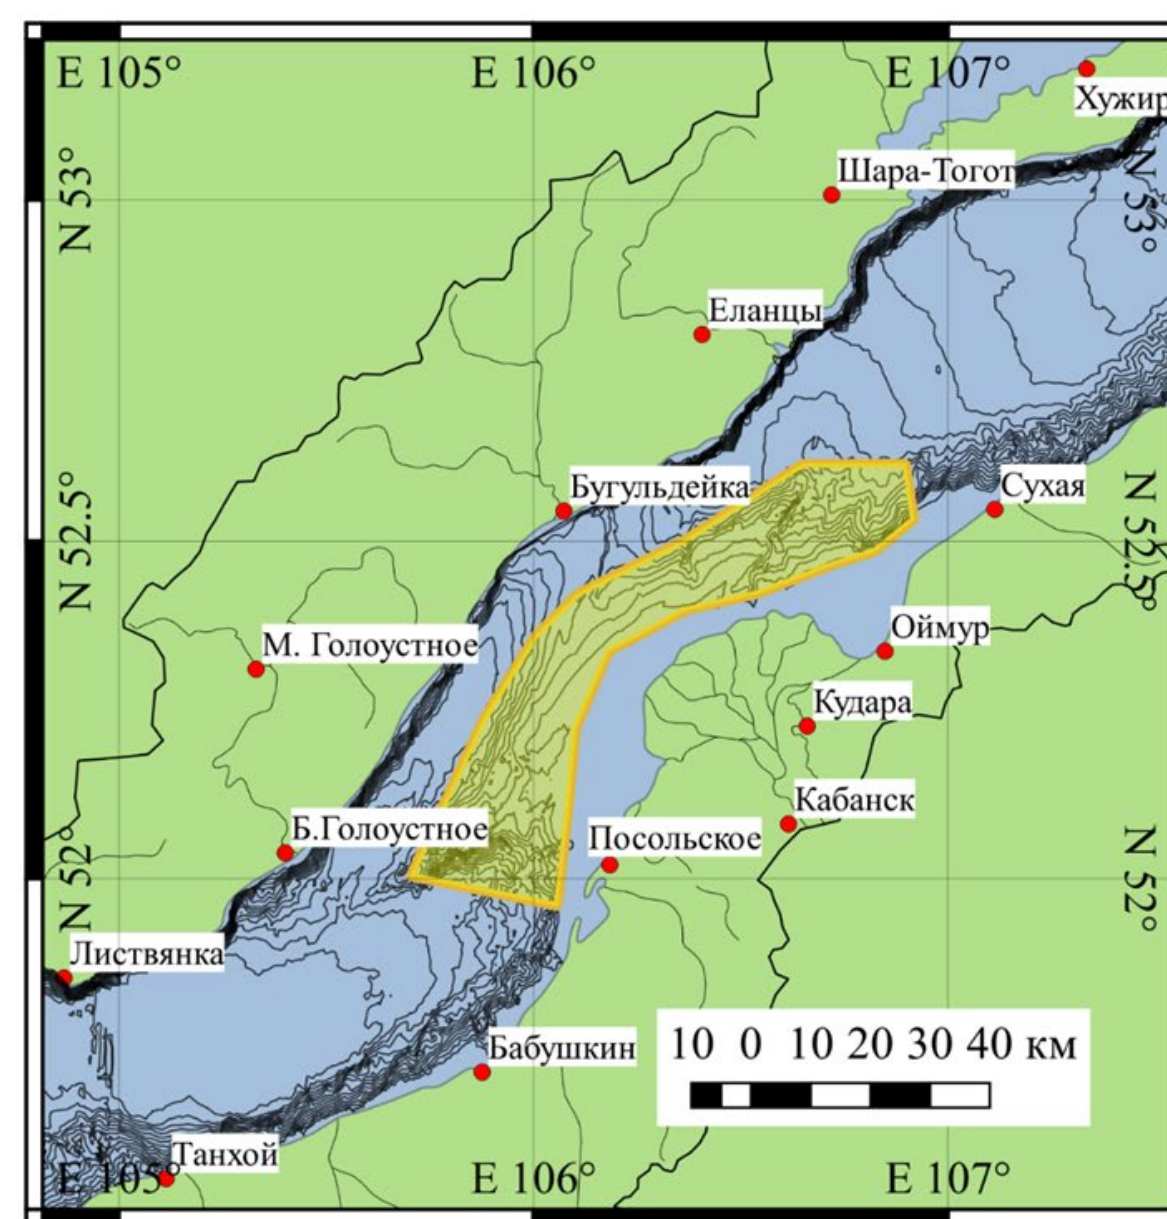 E 105°
E 106°
E 107°
Хужир
N 53°
Шара-Тогот
N 53°
Еланцы
Бугульдейка
Сухая
N 52.5°
N 52.5°
М. Голоустное
Оймур
Кудара
Кабанск
Б.Голоустное
Посольское
N 52°
N 52°
Листвянка
Бабушкин
10 0 10 20 30 40 км
Танхой
E 105°
E 106°
E 107°